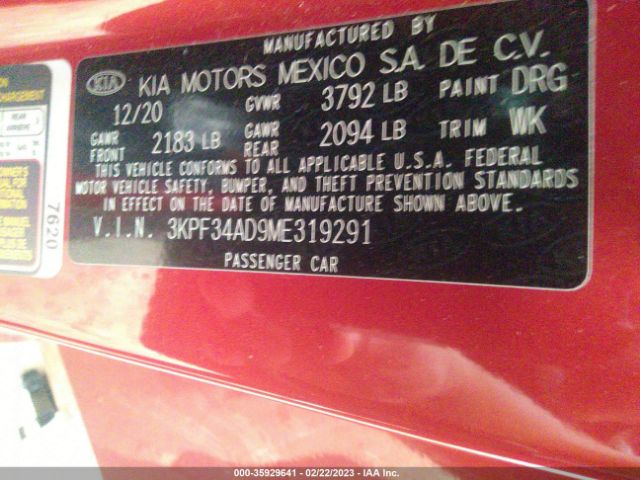 MANUFACTURED BY
KIA KIA MOTORS MEXICO S.A. DE C.V.
12/20 GVWR 3792 LB PAINT DRG
GAWR FRONT 2183 LB GAWR REAR 2094 LB TRIM WK
THIS VEHICLE CONFORMS TO ALL APPLICABLE U.S.A. FEDERAL
MOTOR VEHICLE SAFETY, BUMPER, AND THEFT PREVENTION STANDARDS
IN EFFECT ON THE DATE OF MANUFACTURE SHOWN ABOVE.
V.I.N. 3KPF34AD9ME319291
PASSENGER CAR
REAR
7620
000-35929641 - 02/22/2023 - IAA Inc.